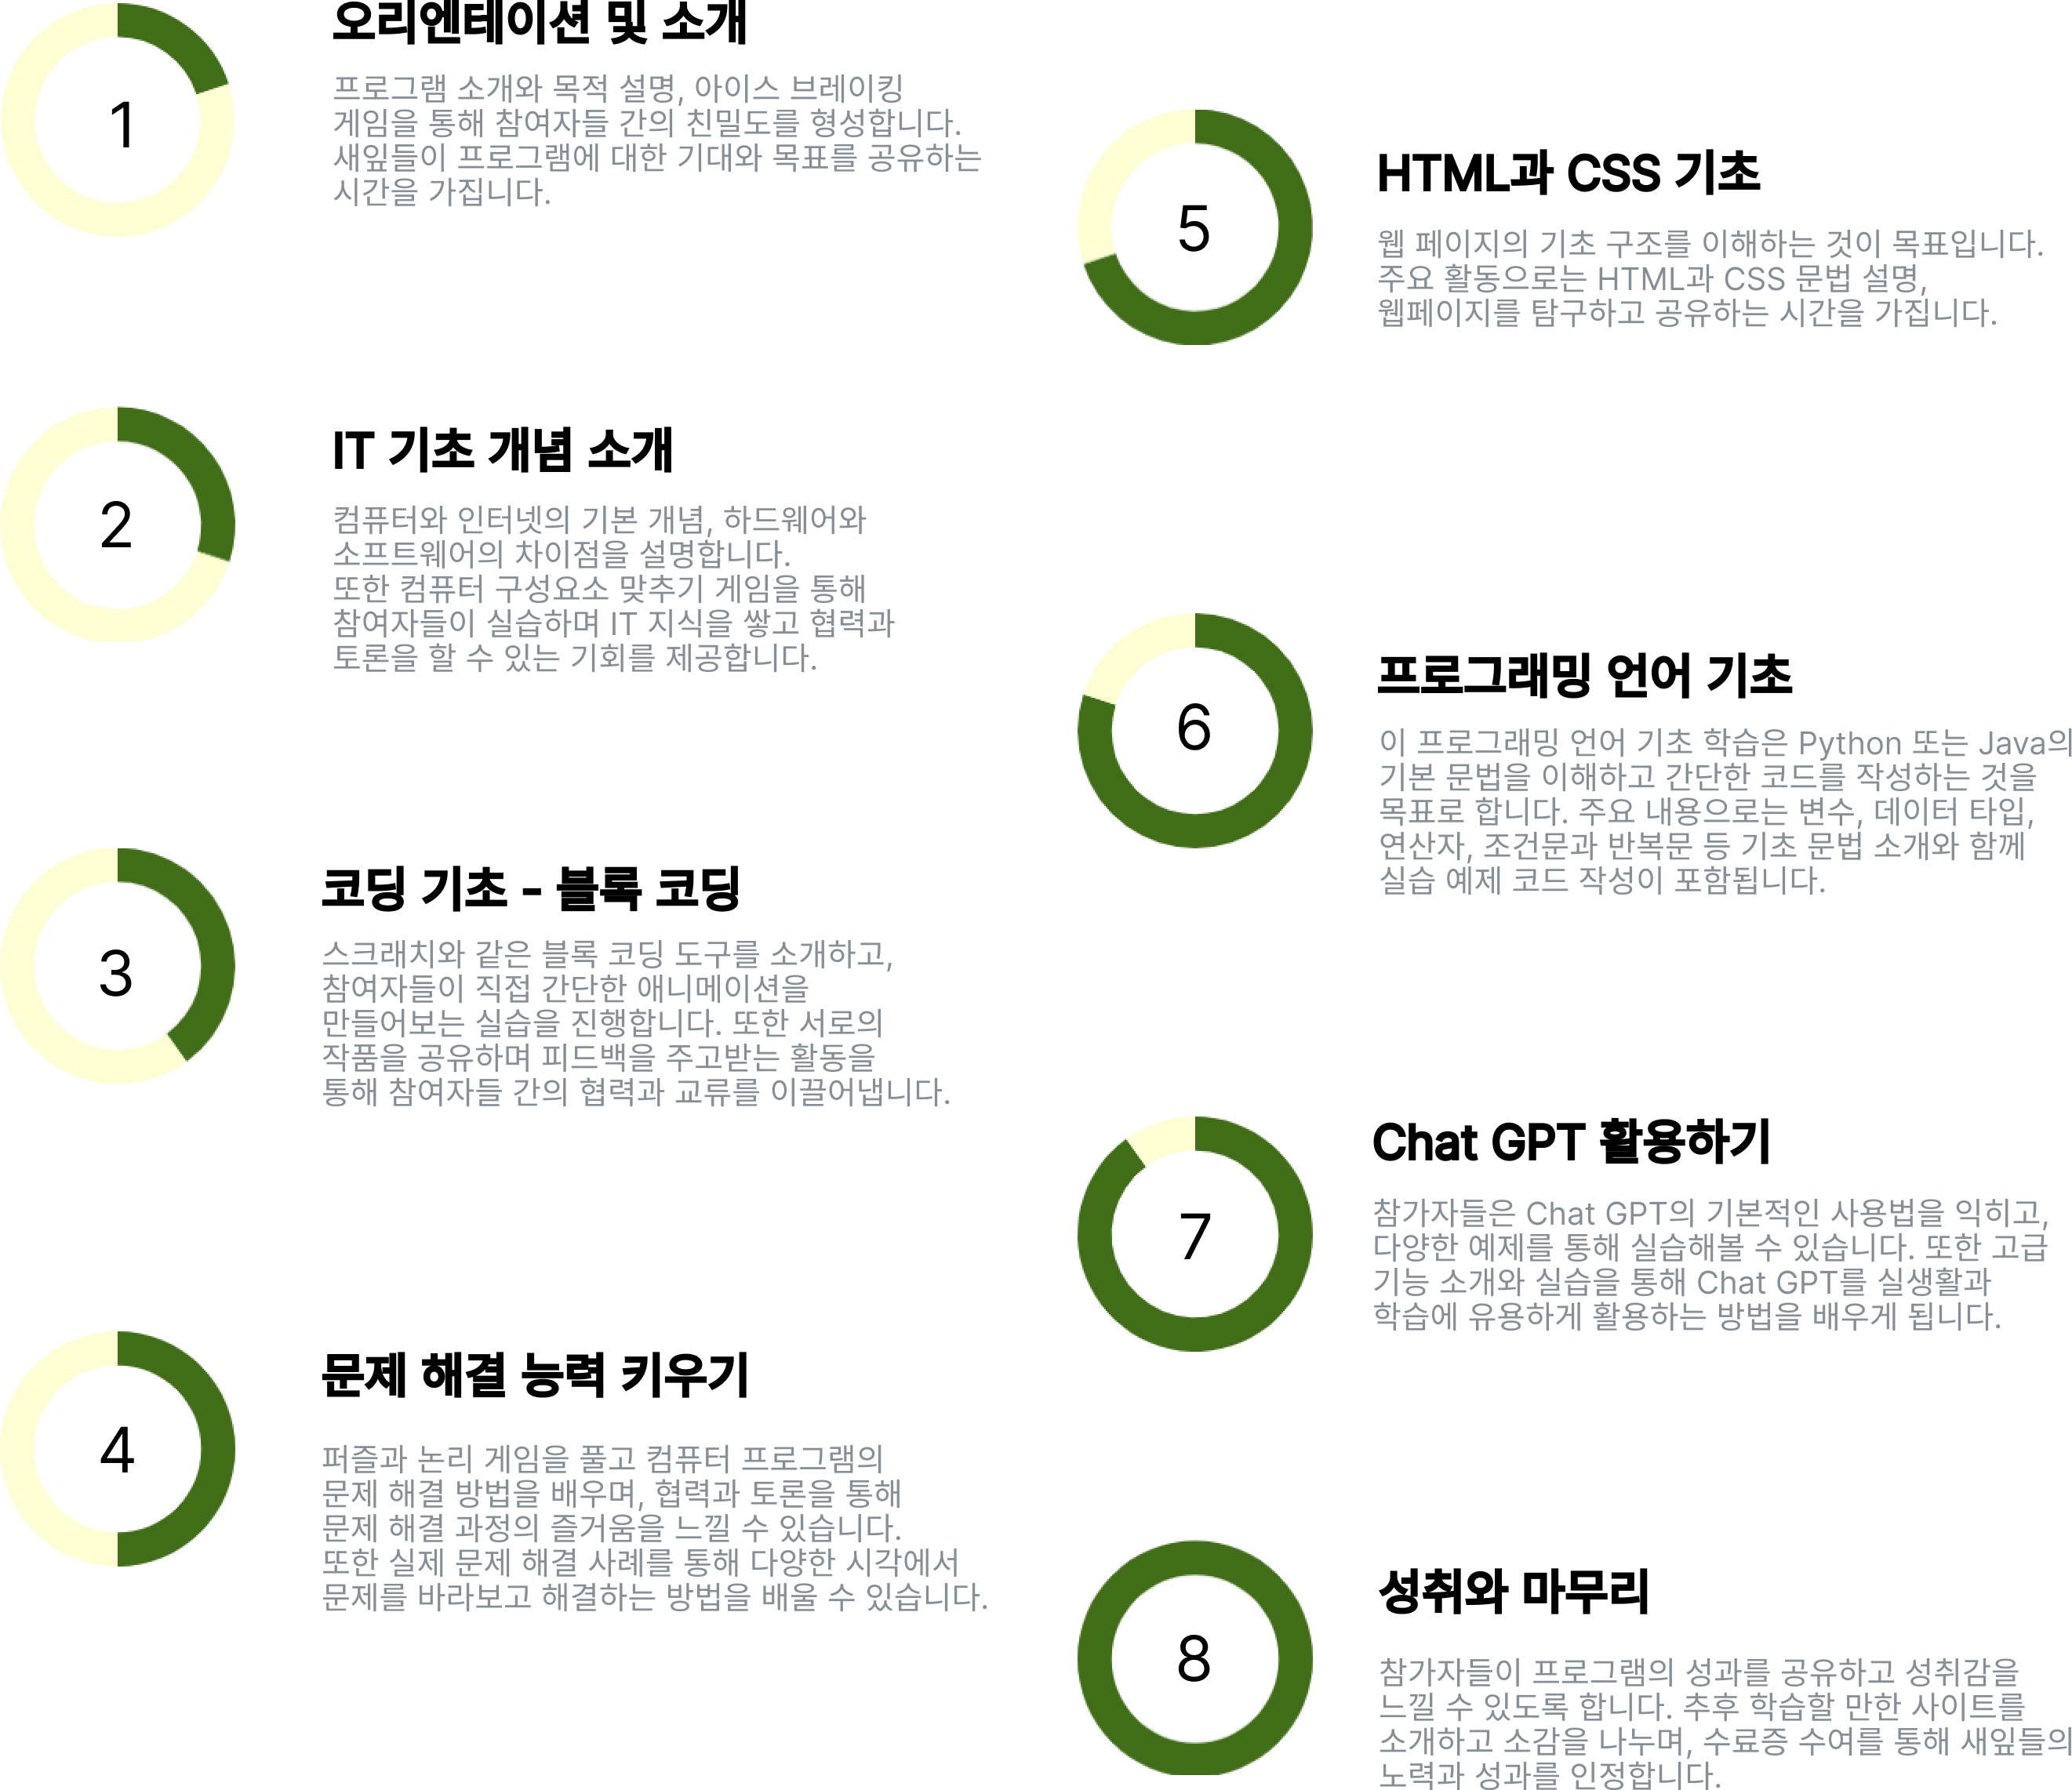 1
오리엔테이션 및 소개
프로그램 소개와 목적 설명, 아이스 브레이킹
게임을 통해 참여자들 간의 친밀도를 형성합니다.
새잎들이 프로그램에 대한 기대와 목표를 공유하는
시간을 가집니다.
2
IT 기초 개념 소개
컴퓨터와 인터넷의 기본 개념, 하드웨어와
소프트웨어의 차이점을 설명합니다.
또한 컴퓨터 구성요소 맞추기 게임을 통해
참여자들이 실습하며 IT 지식을 쌓고 협력과
토론을 할 수 있는 기회를 제공합니다.
3
코딩 기초 - 블록 코딩
스크래치와 같은 블록 코딩 도구를 소개하고,
참여자들이 직접 간단한 애니메이션을
만들어보는 실습을 진행합니다. 또한 서로의
작품을 공유하며 피드백을 주고받는 활동을
통해 참여자들 간의 협력과 교류를 이끌어냅니다.
4
문제 해결 능력 키우기
퍼즐과 논리 게임을 풀고 컴퓨터 프로그램의
문제 해결 방법을 배우며, 협력과 토론을 통해
문제 해결 과정의 즐거움을 느낄 수 있습니다.
또한 실제 문제 해결 사례를 통해 다양한 시각에서
문제를 바라보고 해결하는 방법을 배울 수 있습니다.
5
HTML과 CSS 기초
웹 페이지의 기초 구조를 이해하는 것이 목표입니다.
주요 활동으로는 HTML과 CSS 문법 설명,
웹페이지를 탐구하고 공유하는 시간을 가집니다.
6
프로그래밍 언어 기초
이 프로그래밍 언어 기초 학습은 Python 또는 Java의
기본 문법을 이해하고 간단한 코드를 작성하는 것을
목표로 합니다. 주요 내용으로는 변수, 데이터 타입,
연산자, 조건문과 반복문 등 기초 문법 소개와 함께
실습 예제 코드 작성이 포함됩니다.
7
Chat GPT 활용하기
참가자들은 Chat GPT의 기본적인 사용법을 익히고,
다양한 예제를 통해 실습해볼 수 있습니다. 또한 고급
기능 소개와 실습을 통해 Chat GPT를 실생활과
학습에 유용하게 활용하는 방법을 배우게 됩니다.
8
성취와 마무리
참가자들이 프로그램의 성과를 공유하고 성취감을
느낄 수 있도록 합니다. 추후 학습할 만한 사이트를
소개하고 소감을 나누며, 수료증 수여를 통해 새잎들의
노력과 성과를 인정합니다.